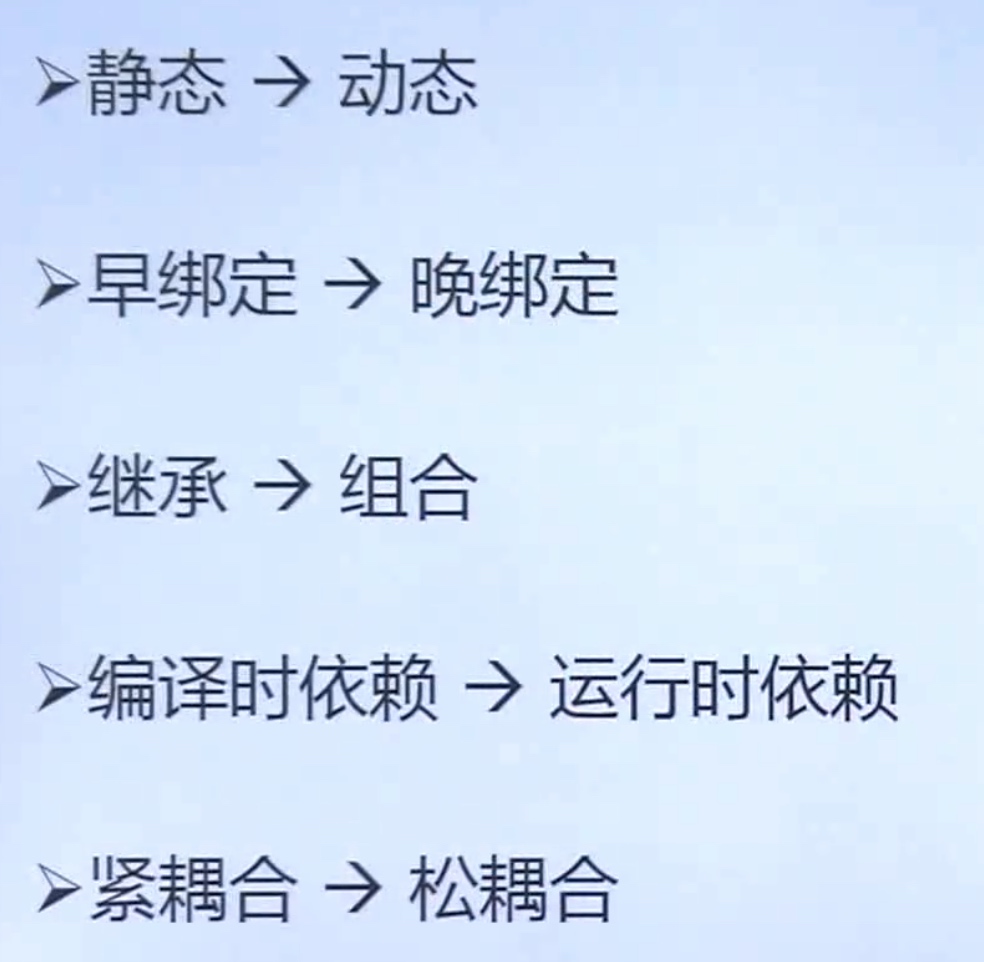 ➢静态 → 动态
➢早绑定 → 晚绑定
➢继承 → 组合
➢编译时依赖 → 运行时依赖
➢紧耦合 → 松耦合